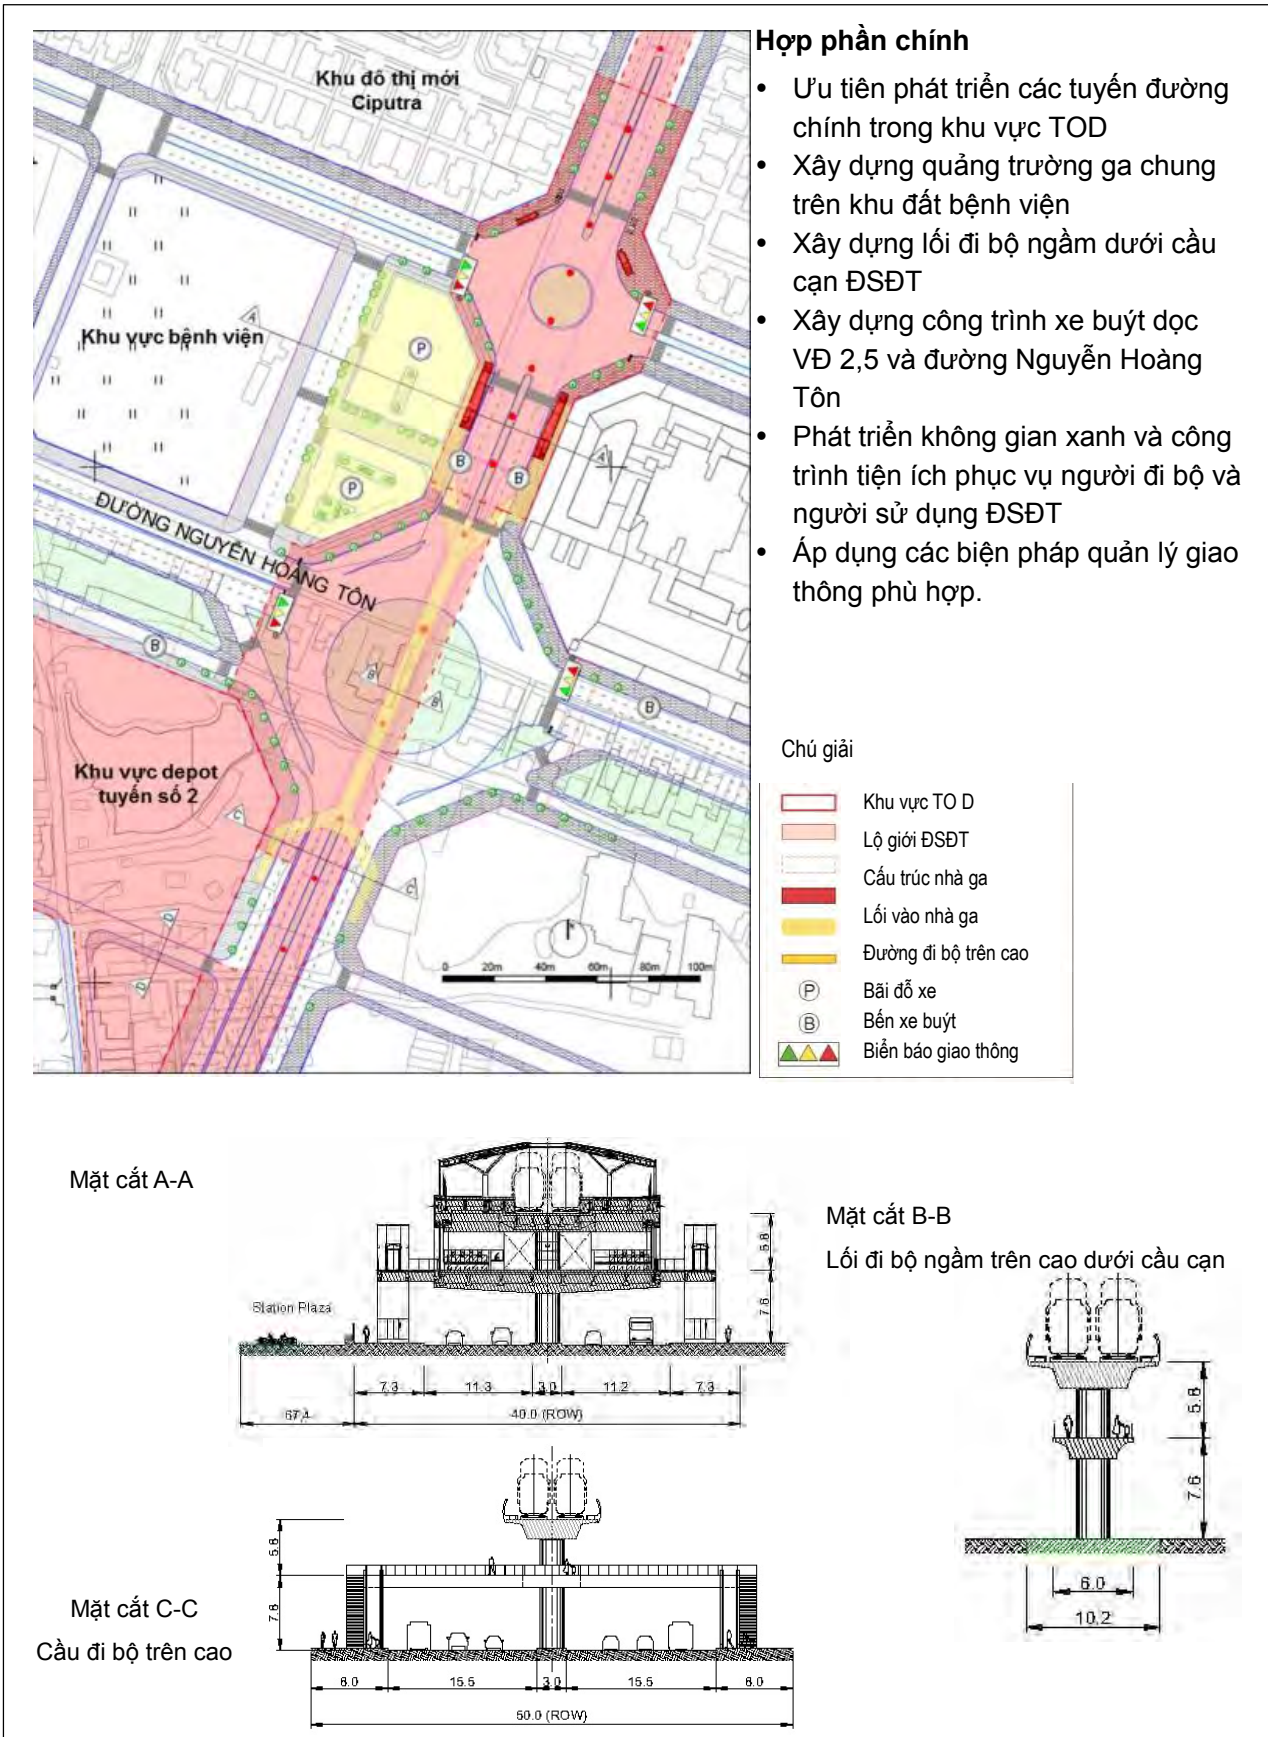 Hợp phần chính
• Ưu tiên phát triển các tuyến đường
chính trong khu vực TOD
• Xây dựng quảng trường ga chung
trên khu đất bệnh viện
• Xây dựng lối đi bộ ngầm dưới cầu
cạn ĐSĐT
• Xây dựng công trình xe buýt dọc
VĐ 2,5 và đường Nguyễn Hoàng
Tôn
• Phát triển không gian xanh và công
trình tiện ích phục vụ người đi bộ và
người sử dụng ĐSĐT
• Áp dụng các biện pháp quản lý giao
thông phù hợp.
Khu đô thị mới
Ciputra
Khu vực bệnh viện
A
P
A
P
B
B
ĐƯỜNG NGUYỄN HOÀNG TÔN
B
B
B
B
Khu vực depot
tuyến số 2
C
C
D
D
0 20m 40m 60m 80m 100m
Chú giải
Khu vực TO D
Lộ giới ĐSĐT
Cấu trúc nhà ga
Lối vào nhà ga
Đường đi bộ trên cao
P Bãi đỗ xe
B Bến xe buýt
Biển báo giao thông
Mặt cắt A-A
Station Plaza
5.8
7.6
7.3 11.3 3.0 11.2 7.3
67.4 40.0 (ROW)
Mặt cắt B-B
Lối đi bộ ngầm trên cao dưới cầu cạn
5.8
7.6
6.0
10.2
Mặt cắt C-C
Cầu đi bộ trên cao
5.8
7.6
6.0 15.5 3.0 15.5 6.0
50.0 (ROW)